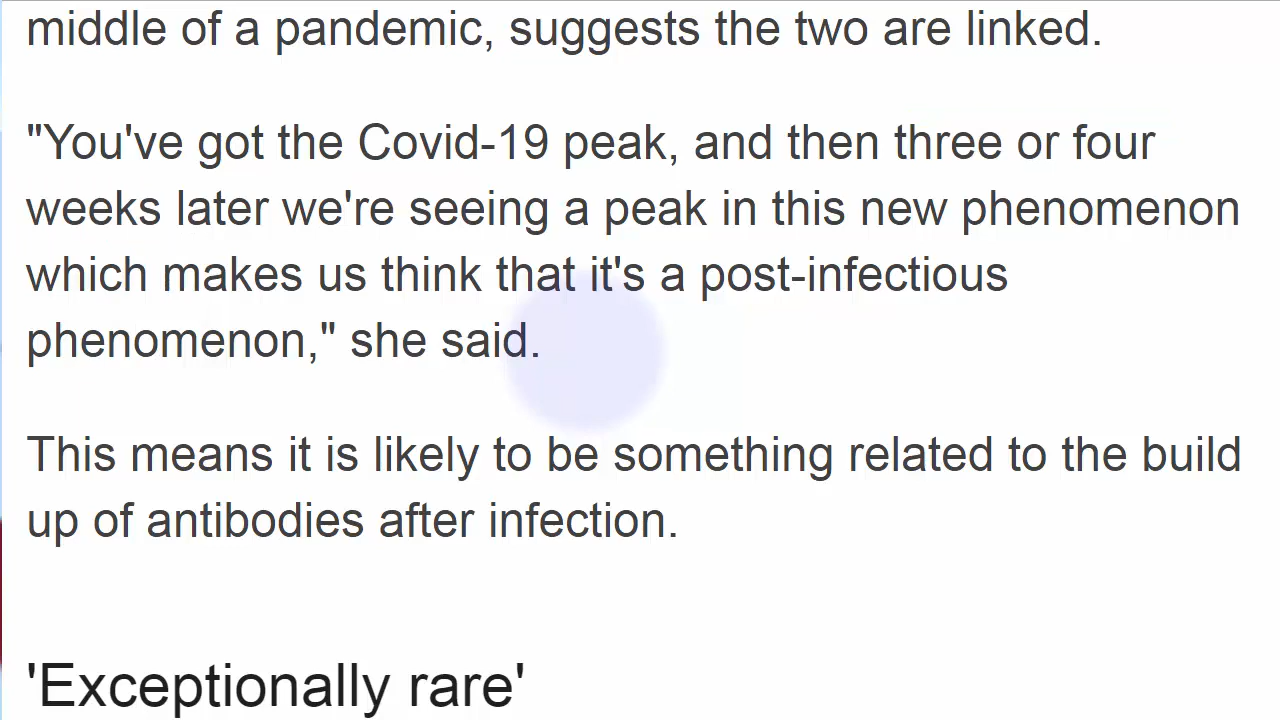 middle of a pandemic, suggests the two are linked.
"You've got the Covid-19 peak, and then three or four
weeks later we're seeing a peak in this new phenomenon
which makes us think that it's a post-infectious
phenomenon," she said.
This means it is likely to be something related to the build
up of antibodies after infection.
'Exceptionally rare'